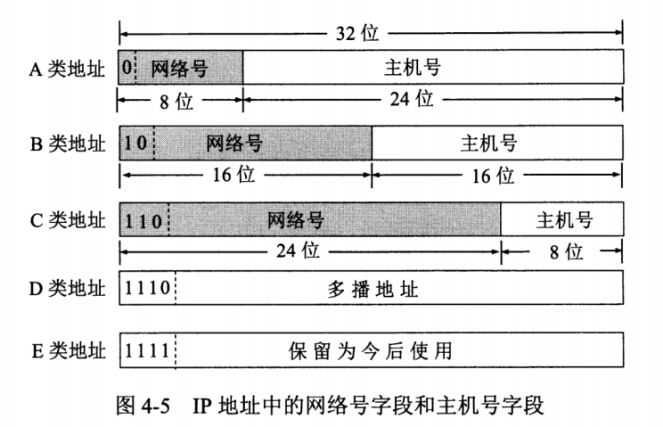 32 位
A 类地址 0 网络号 主机号
8 位 24 位
B 类地址 10 网络号 主机号
16 位 16 位
C 类地址 110 网络号 主机号
24 位 8 位
D 类地址 1110 多播地址
E 类地址 1111 保留为今后使用
图 4-5 IP 地址中的网络号字段和主机号字段